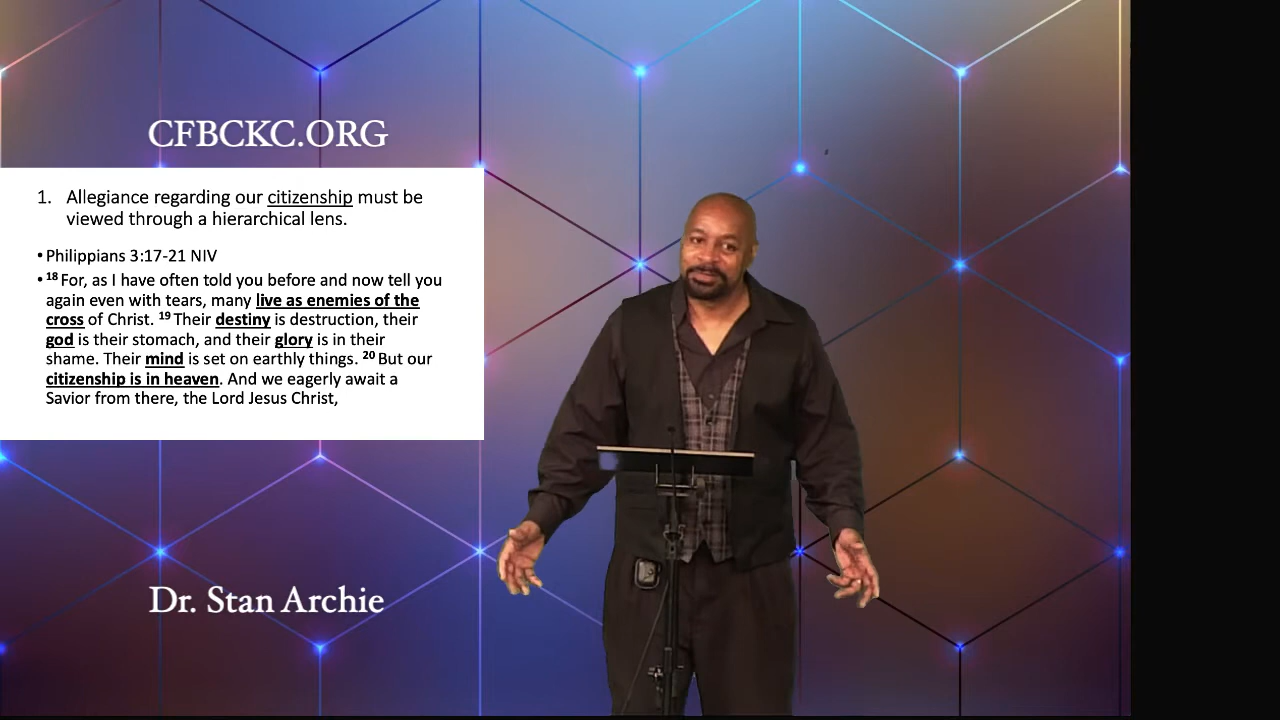 CFBCKC.ORG
1. Allegiance regarding our citizenship must be
viewed through a hierarchical lens.
• Philippians 3:17-21 NIV
• 18 For, as I have often told you before and now tell you
again even with tears, many live as enemies of the
cross of Christ. 19 Their destiny is destruction, their
god is their stomach, and their glory is in their
shame. Their mind is set on earthly things. 20 But our
citizenship is in heaven. And we eagerly await a
Savior from there, the Lord Jesus Christ,
Dr. Stan Archie